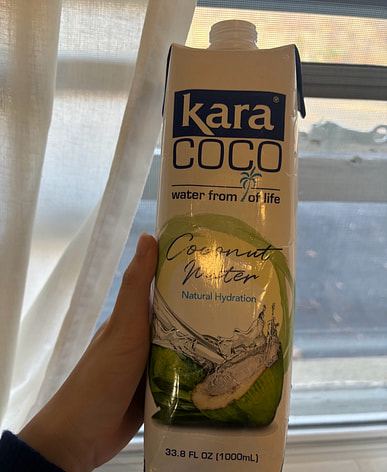 kara®
COCO
water from of life
Coconut
Water
Natural Hydration
33.8 FL OZ (1000mL)